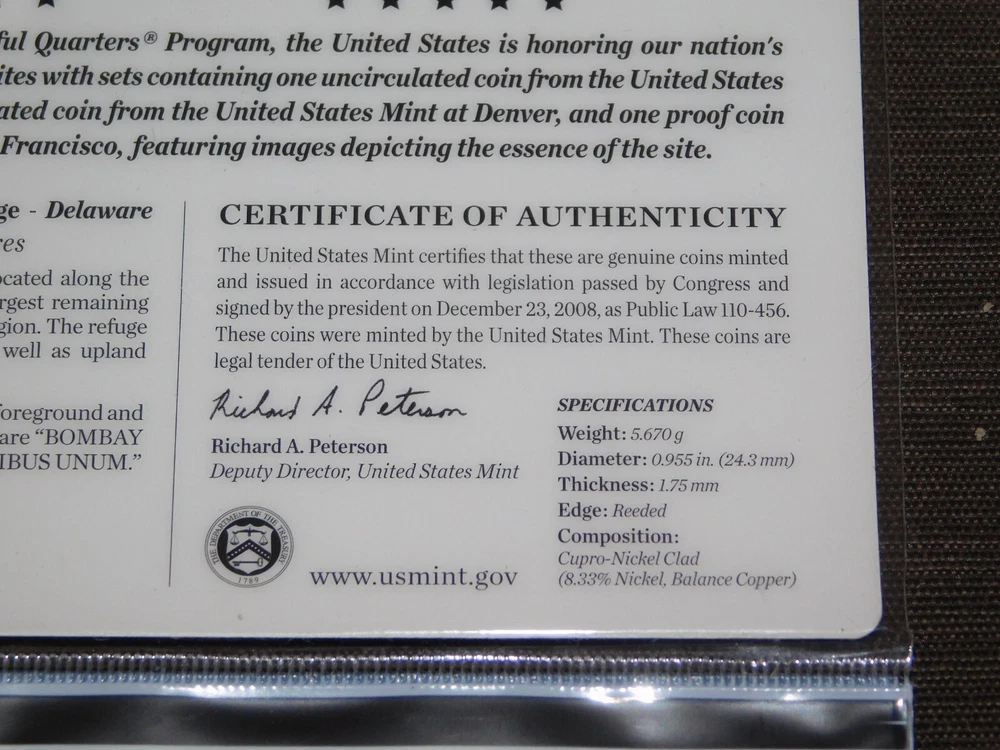 ful Quarters® Program, the United States is honoring our nation's
ites with sets containing one uncirculated coin from the United States
ated coin from the United States Mint at Denver, and one proof coin
Francisco, featuring images depicting the essence of the site.
ge - Delaware
res
ocated along the
rgest remaining
gion. The refuge
well as upland
foreground and
are “BOMBAY
IBUS UNUM.”
CERTIFICATE OF AUTHENTICITY
The United States Mint certifies that these are genuine coins minted
and issued in accordance with legislation passed by Congress and
signed by the president on December 23, 2008, as Public Law 110-456.
These coins were minted by the United States Mint. These coins are
legal tender of the United States.
Richard A. Peterson
Richard A. Peterson
Deputy Director, United States Mint
THE DEPARTMENT OF THE TREASURY
1789
www.usmint.gov
SPECIFICATIONS
Weight: 5.670 g
Diameter: 0.955 in. (24.3 mm)
Thickness: 1.75 mm
Edge: Reeded
Composition:
Cupro-Nickel Clad
(8.33% Nickel, Balance Copper)